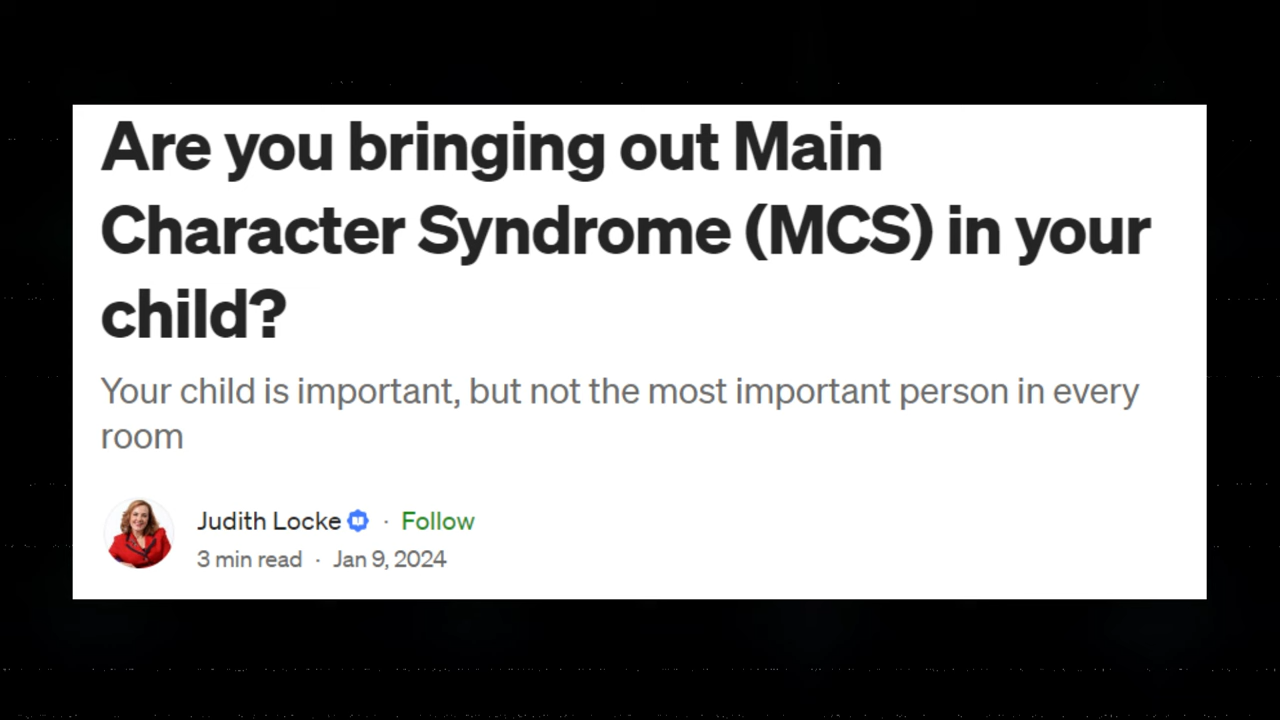 Are you bringing out Main
Character Syndrome (MCS) in your
child?
Your child is important, but not the most important person in every
room
Judith Locke · Follow
3 min read · Jan 9, 2024